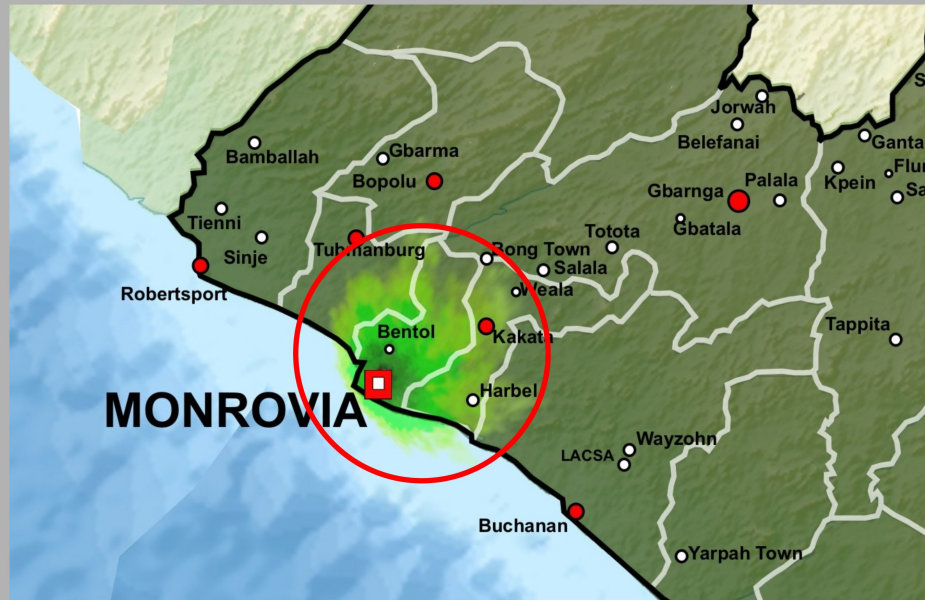 S
Jorwah
Belefanai
Ganta
Bamballah
Gbarma
Flur
Bopolu
Gbarnga
Palala
Kpein
Sa
Tienni
Gbatala
Totota
Sinje
Tubmanburg
Bong Town
Salala
Robertsport
Weala
Tappita
Bentol
Kakata
MONROVIA
Harbel
Wayzohn
LACSA
Buchanan
Yarpah Town